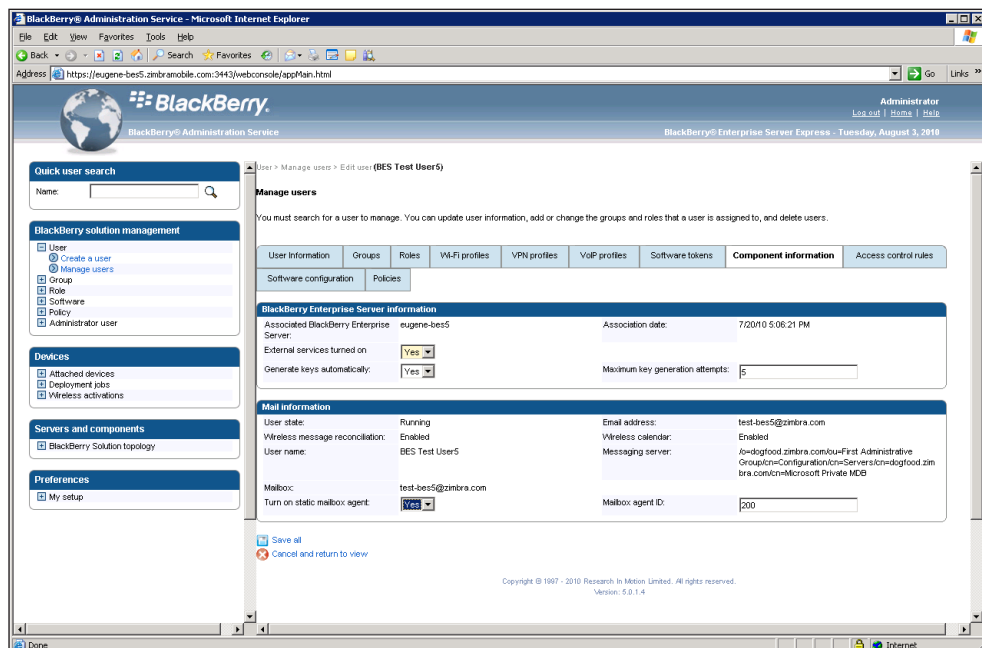 BlackBerry® Administration Service - Microsoft Internet Explorer
File Edit View Favorites Tools Help
Back Search Favorites
Address https://eugene-bes5.zimbramobile.com:3443/webconsole/appMain.html Go Links »
BlackBerry.
Administrator
Log out | Home | Help
BlackBerry® Administration Service
BlackBerry® Enterprise Server Express - Tuesday, August 3, 2010
Quick user search
Name:
BlackBerry solution management
User
Create a user
Manage users
Group
Role
Software
Policy
Administrator user
Devices
Attached devices
Deployment jobs
Wireless activations
Servers and components
BlackBerry Solution topology
Preferences
My setup
User > Manage users > Edit user (BES Test User5)
Manage users
You must search for a user to manage. You can update user information, add or change the groups and roles that a user is assigned to, and delete users.
User Information Groups Roles Wi-Fi profiles VPN profiles VoIP profiles Software tokens Component information Access control rules
Software configuration Policies
BlackBerry Enterprise Server information
Associated BlackBerry Enterprise eugene-bes5 Association date: 7/20/10 5:06:21 PM
Server:
External services turned on Yes
Generate keys automatically: Yes Maximum key generation attempts: 5
Mail information
User state: Running Email address: test-bes5@zimbra.com
Wireless message reconciliation: Enabled Wireless calendar: Enabled
User name: BES Test User5 Messaging server: /o=dogfood.zimbra.com/ou=First Administrative
Group/cn=Configuration/cn=Servers/cn=dogfood.zim
bra.com/cn=Microsoft Private MDB
Mailbox: test-bes5@zimbra.com
Turn on static mailbox agent: Yes Mailbox agent ID: 200
Save all
Cancel and return to view
Copyright © 1997 - 2010 Research In Motion Limited. All rights reserved.
Version: 5.0.1.4
Done Internet